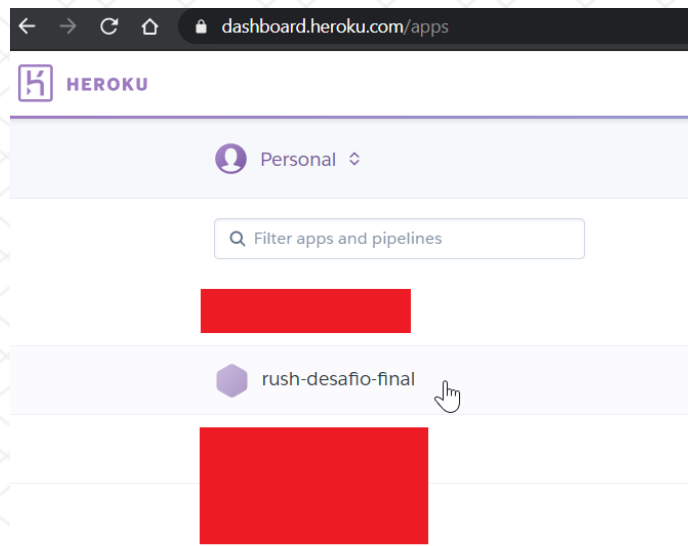 dashboard.heroku.com/apps
HEROKU
Personal
Filter apps and pipelines
rush-desafio-final